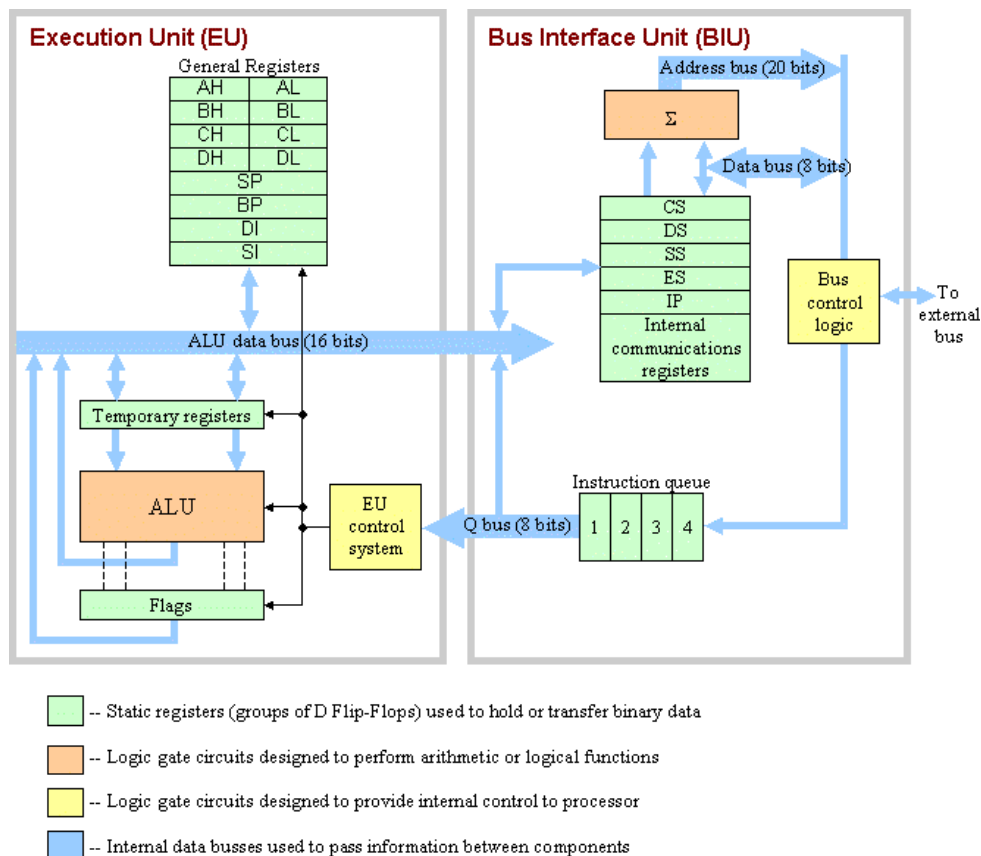 Execution Unit (EU)
General Registers
AH AL
BH BL
CH CL
DH DL
SP
BP
DI
SI
ALU data bus (16 bits)
Temporary registers
ALU
EU
control
system
Flags
Bus Interface Unit (BIU)
Address bus (20 bits)
Σ
Data bus (8 bits)
CS
DS
SS
ES
IP
Internal
communications
registers
Bus
control
logic
To
external
bus
Instruction queue
Q bus (8 bits)
1 2 3 4
-- Static registers (groups of D Flip-Flops) used to hold or transfer binary data
-- Logic gate circuits designed to perform arithmetic or logical functions
-- Logic gate circuits designed to provide internal control to processor
-- Internal data busses used to pass information between components